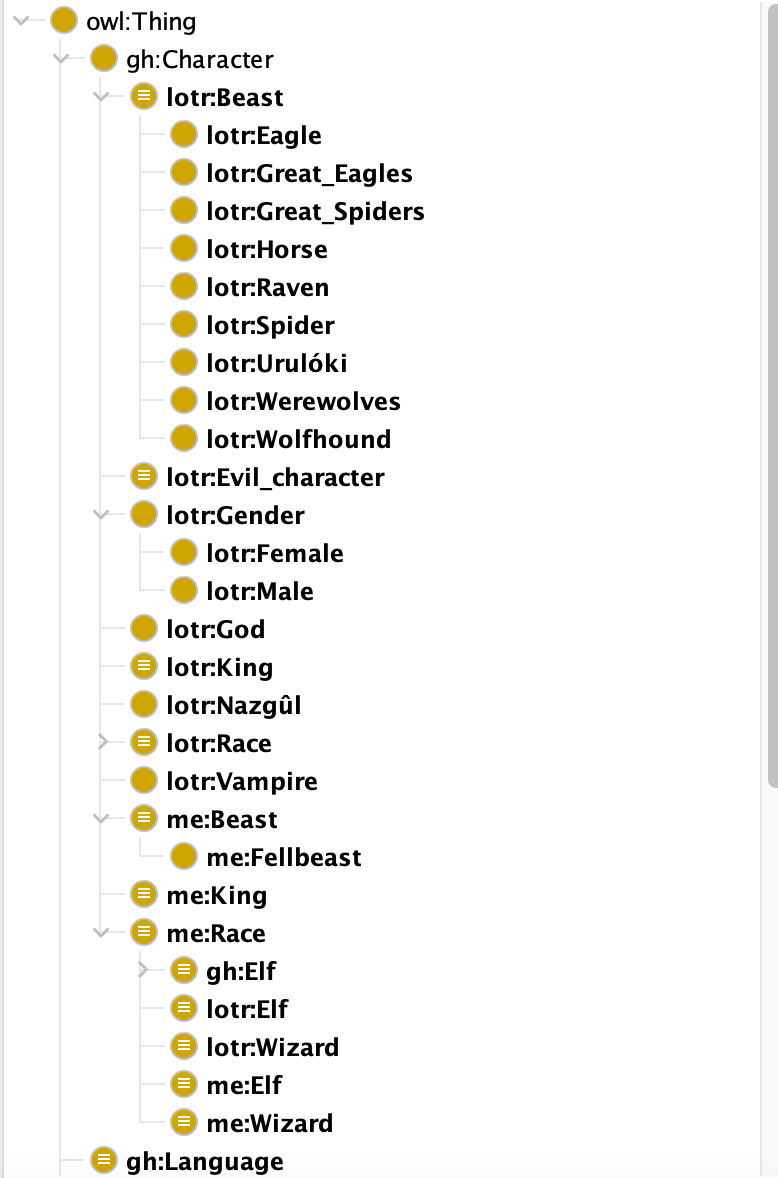 owl:Thing
gh:Character
lotr:Beast
lotr:Eagle
lotr:Great_Eagles
lotr:Great_Spiders
lotr:Horse
lotr:Raven
lotr:Spider
lotr:Urulóki
lotr:Werewolves
lotr:Wolfhound
lotr:Evil_character
lotr:Gender
lotr:Female
lotr:Male
lotr:God
lotr:King
lotr:Nazgûl
lotr:Race
lotr:Vampire
me:Beast
me:Fellbeast
me:King
me:Race
gh:Elf
lotr:Elf
lotr:Wizard
me:Elf
me:Wizard
gh:Language